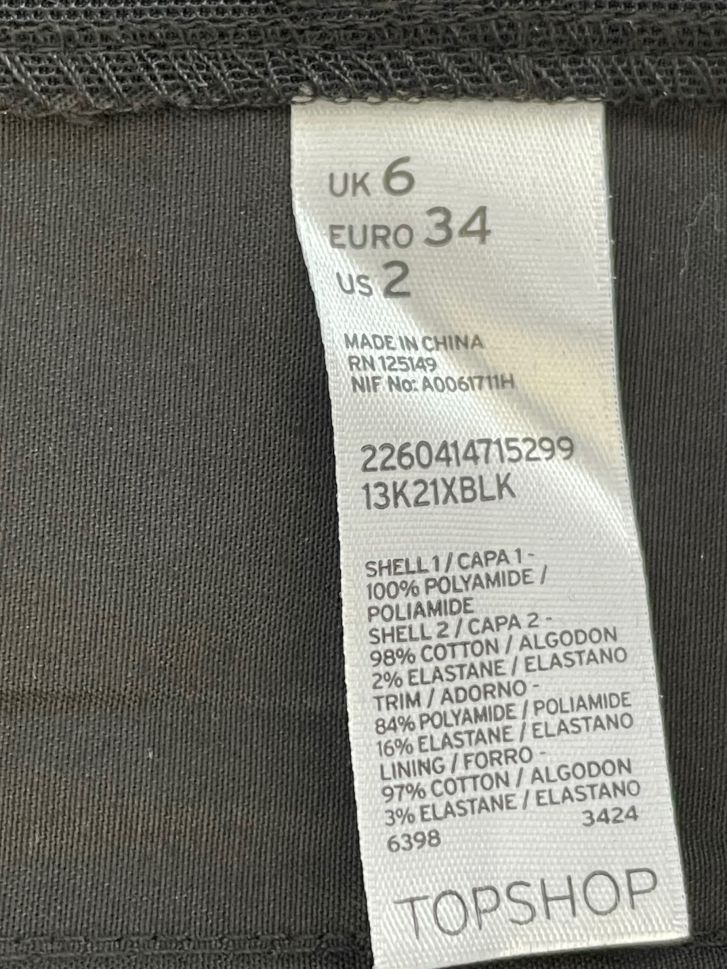 UK 6
EURO 34
US 2
MADE IN CHINA
RN 125149
NIF No: A0061711H
2260414715299
13K21XBLK
SHELL 1 / CAPA 1 -
100% POLYAMIDE /
POLIAMIDE
SHELL 2 / CAPA 2 -
98% COTTON / ALGODON
2% ELASTANE / ELASTANO
TRIM / ADORNO -
84% POLYAMIDE / POLIAMIDE
16% ELASTANE / ELASTANO
LINING / FORRO -
97% COTTON / ALGODON
3% ELASTANE / ELASTANO
6398 3424
TOPSHOP